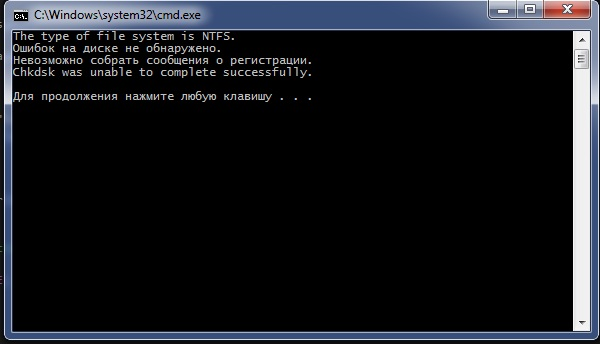 C:\Windows\system32\cmd.exe
The type of file system is NTFS.
Ошибок на диске не обнаружено.
Невозможно собрать сообщения о регистрации.
Chkdsk was unable to complete successfully.
Для продолжения нажмите любую клавишу . . .